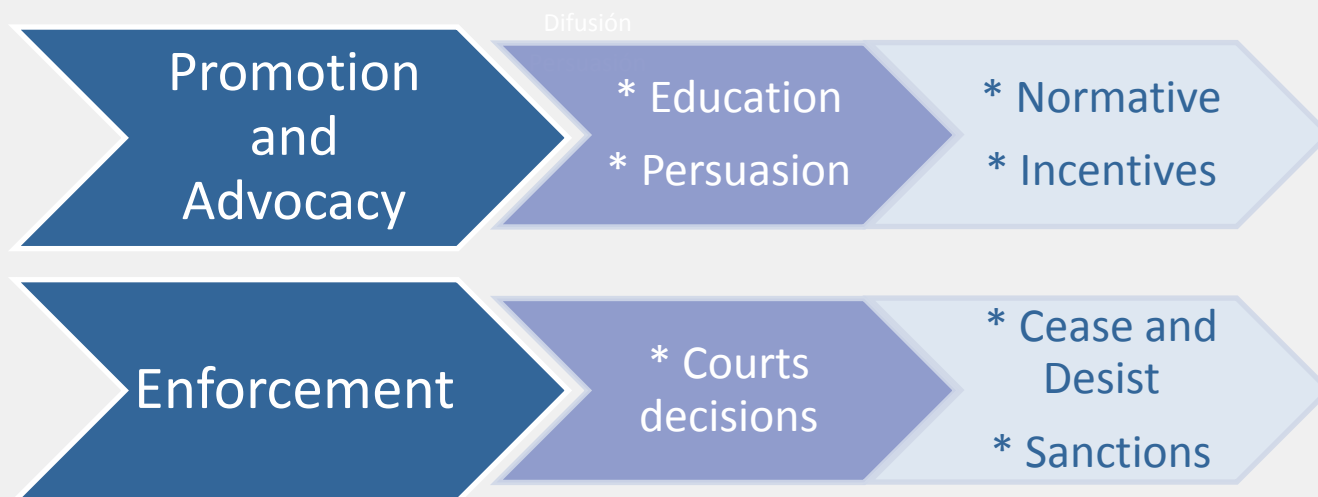 Difusión
Promotion
and
Advocacy
* Education
* Persuasion
* Normative
* Incentives
Enforcement
* Courts
decisions
* Cease and
Desist
* Sanctions